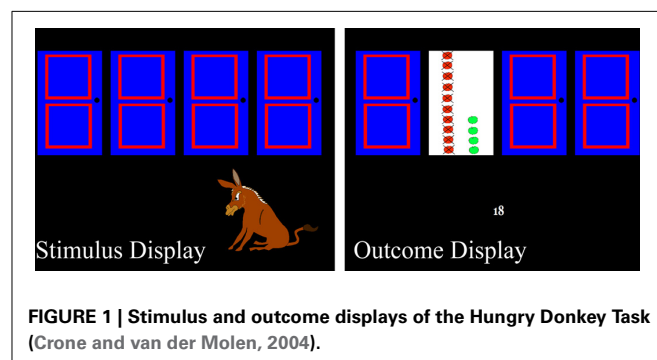 18
Stimulus Display
Outcome Display
FIGURE 1 | Stimulus and outcome displays of the Hungry Donkey Task
(Crone and van der Molen, 2004).